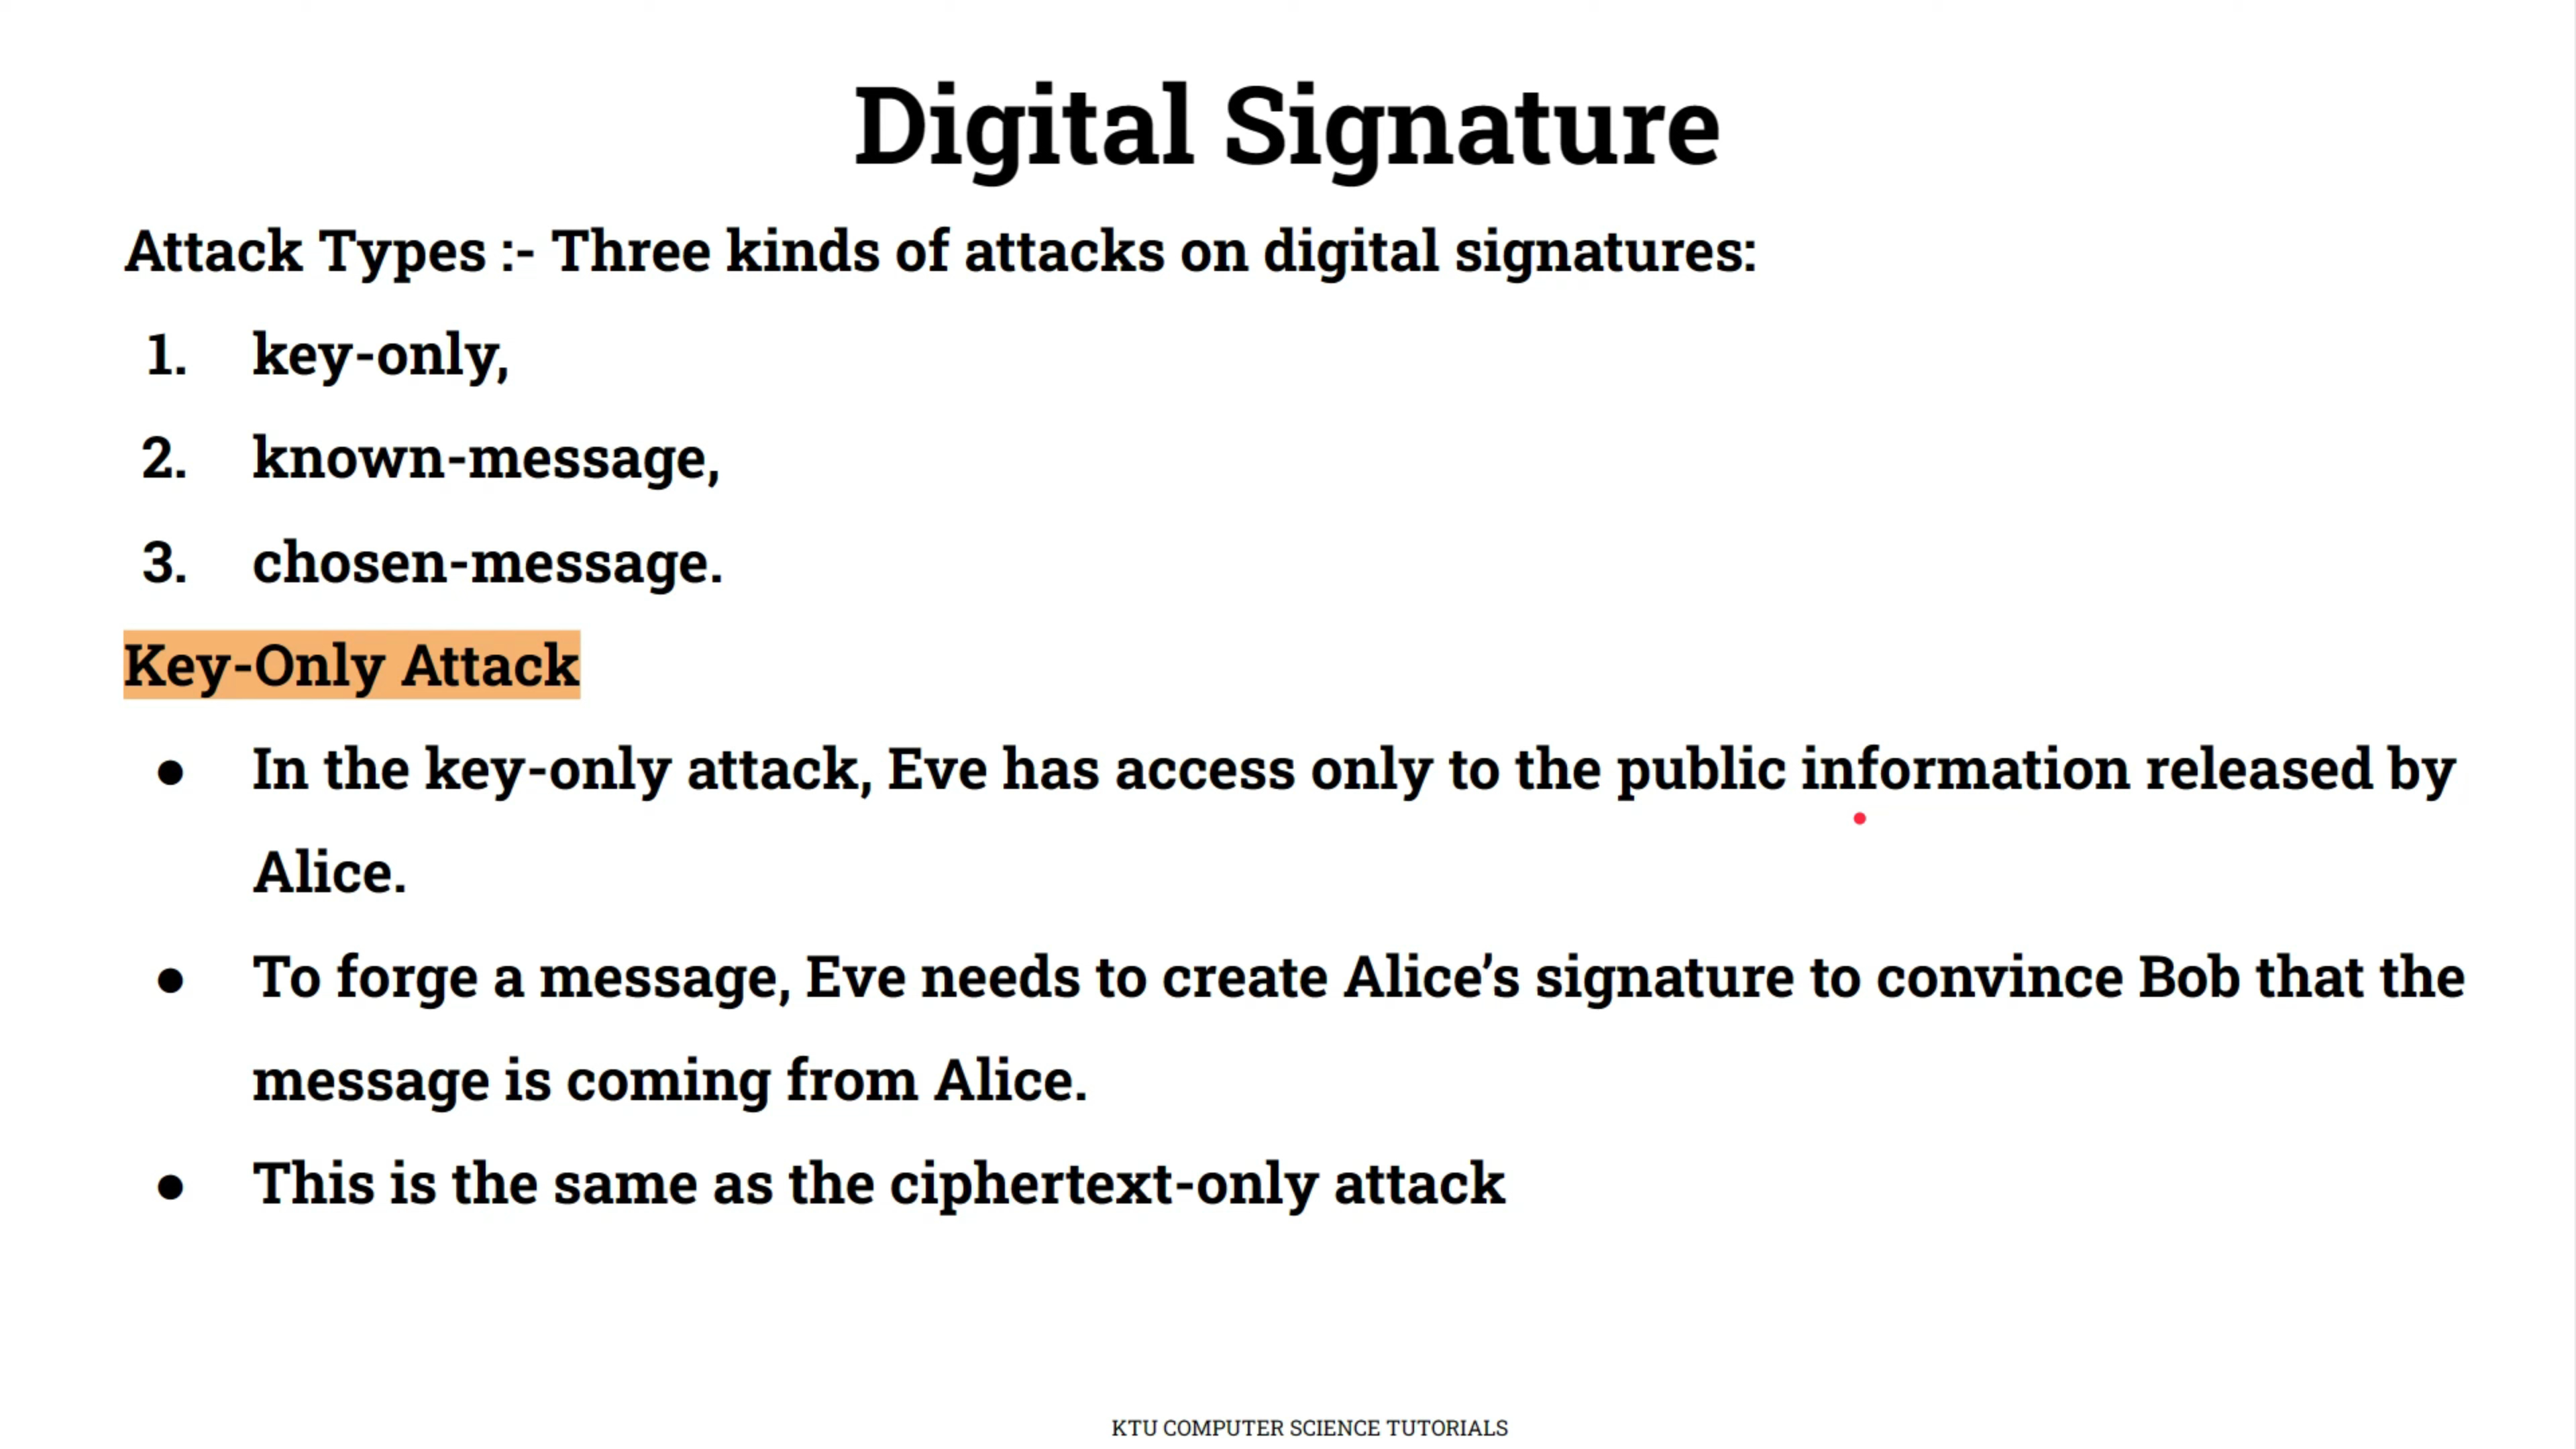 Digital Signature
Attack Types :- Three kinds of attacks on digital signatures:
1. key-only,
2. known-message,
3. chosen-message.
Key-Only Attack
● In the key-only attack, Eve has access only to the public information released by
Alice.
● To forge a message, Eve needs to create Alice’s signature to convince Bob that the
message is coming from Alice.
● This is the same as the ciphertext-only attack
KTU COMPUTER SCIENCE TUTORIALS